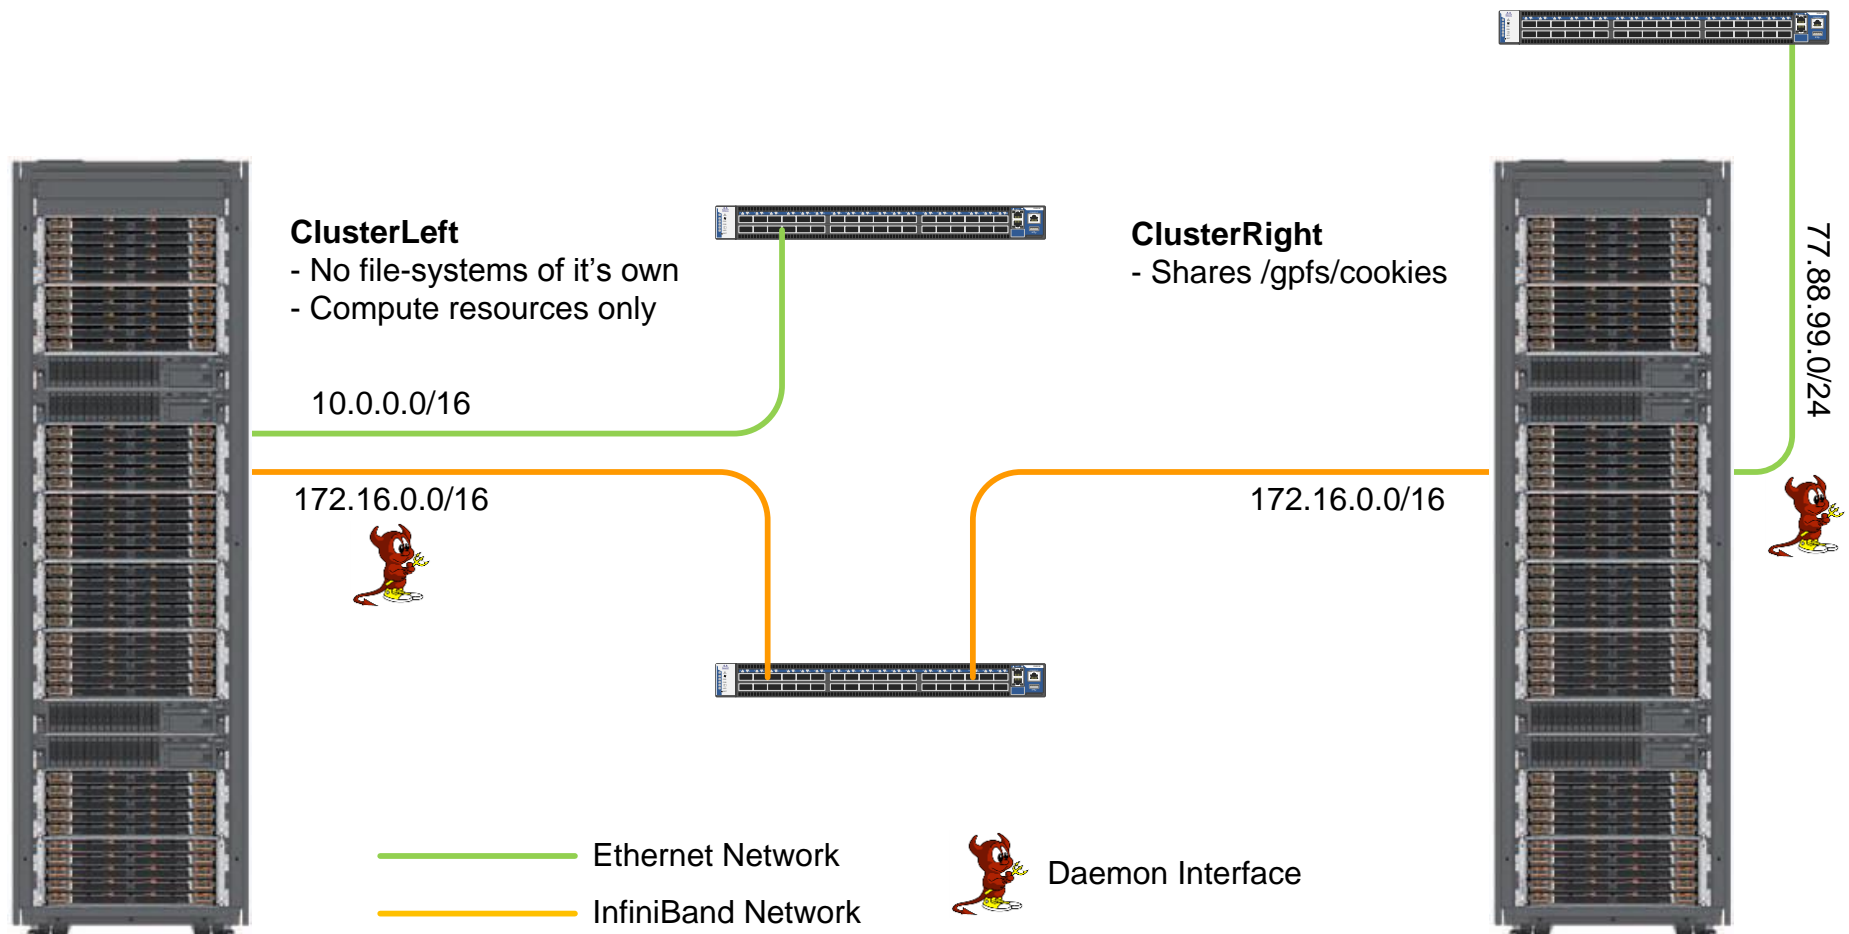 ClusterLeft
- No file-systems of it's own
- Compute resources only
ClusterRight
- Shares /gpfs/cookies
77.88.99.0/24
10.0.0.0/16
172.16.0.0/16
172.16.0.0/16
Ethernet Network
InfiniBand Network
Daemon Interface